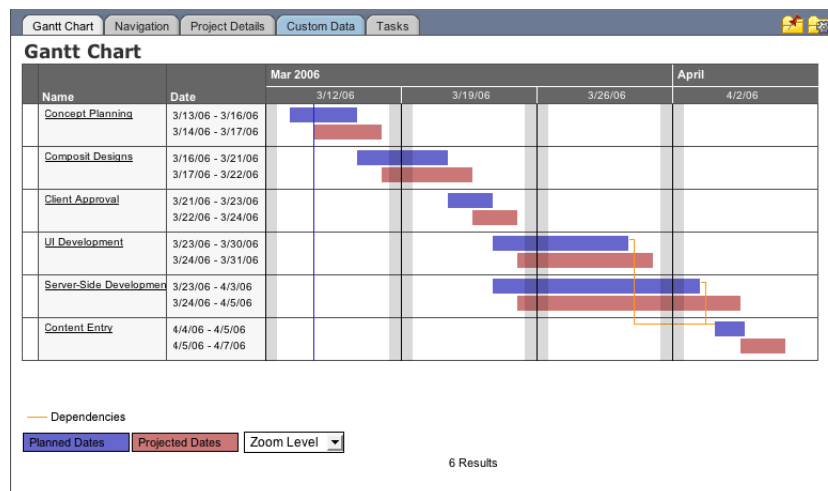 Gantt Chart Navigation Project Details Custom Data Tasks
Gantt Chart
Mar 2006 April
Name Date 3/12/06 3/19/06 3/26/06 4/2/06
Concept Planning 3/13/06 - 3/16/06
3/14/06 - 3/17/06
Composit Designs 3/16/06 - 3/21/06
3/17/06 - 3/22/06
Client Approval 3/21/06 - 3/23/06
3/22/06 - 3/24/06
UI Development 3/23/06 - 3/30/06
3/24/06 - 3/31/06
Server-Side Developmen 3/23/06 - 4/3/06
3/24/06 - 4/5/06
Content Entry 4/4/06 - 4/5/06
4/5/06 - 4/7/06
Dependencies
Planned Dates Projected Dates Zoom Level
6 Results